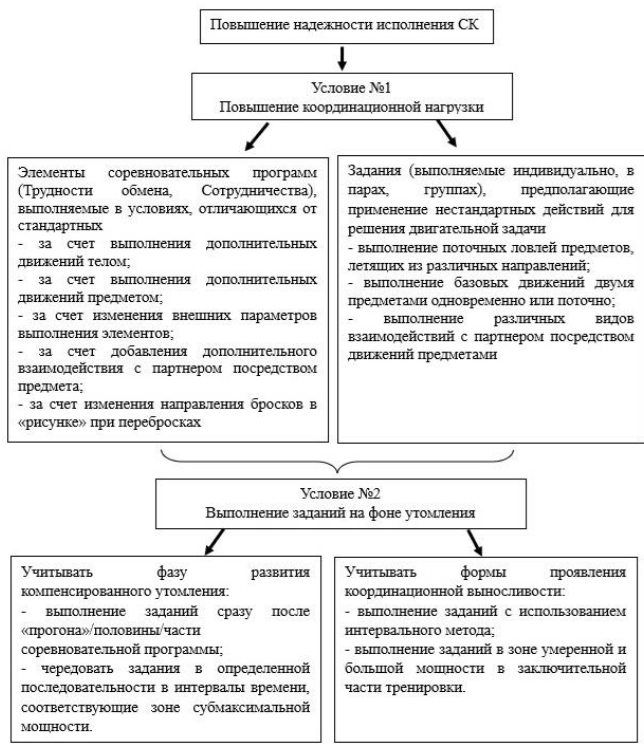 Повышение надежности исполнения СК
Условие №1
Повышение координационной нагрузки
Элементы соревновательных программ
(Трудности обмена, Сотрудничества),
выполняемые в условиях, отличающихся от
стандартных
- за счет выполнения дополнительных
движений телом;
- за счет выполнения дополнительных
движений предметом;
- за счет изменения внешних параметров
выполнения элементов;
- за счет добавления дополнительного
взаимодействия с партнером посредством
предмета;
- за счет изменения направления бросков в
«рисунке» при перебросках
Задания (выполняемые индивидуально, в
парах, группах), предполагающие
применение нестандартных действий для
решения двигательной задачи
- выполнение поточных ловлей предметов,
летящих из различных направлений;
- выполнение базовых движений двумя
предметами одновременно или поточно;
- выполнение различных видов
взаимодействий с партнером посредством
движений предметами
Условие №2
Выполнение заданий на фоне утомления
Учитывать фазу развития
компенсированного утомления:
- выполнение заданий сразу после
«прогона»/половины/части
соревновательной программы;
- чередовать задания в определенной
последовательности в интервалы времени,
соответствующие зоне субмаксимальной
мощности.
Учитывать формы проявления
координационной выносливости:
- выполнение заданий с использованием
интервального метода;
- выполнение заданий в зоне умеренной и
большой мощности в заключительной
части тренировки.